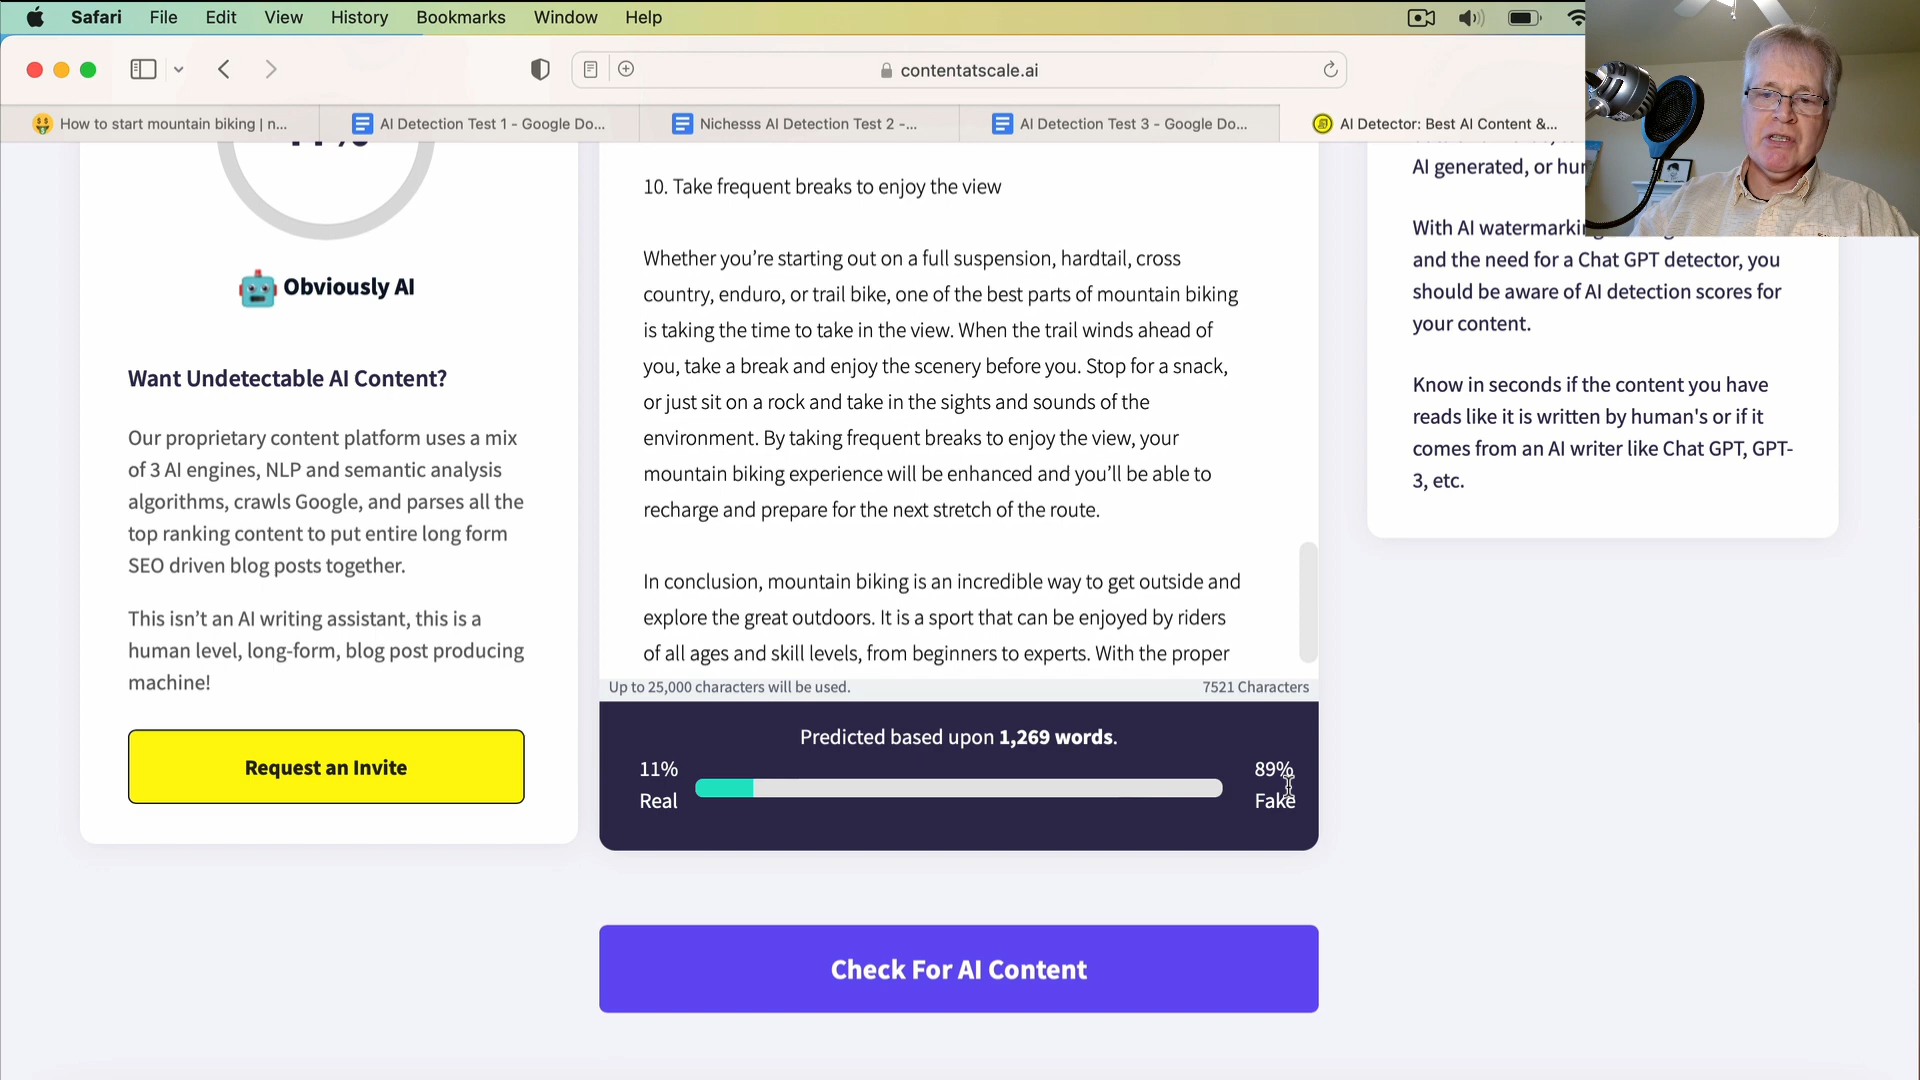 Safari File Edit View History Bookmarks Window Help
contentatscale.ai
How to start mountain biking | n...
AI Detection Test 1 - Google Do...
Nichesss AI Detection Test 2 -...
AI Detection Test 3 - Google Do...
AI Detector: Best AI Content &...
Obviously AI
Want Undetectable AI Content?
Our proprietary content platform uses a mix
of 3 AI engines, NLP and semantic analysis
algorithms, crawls Google, and parses all the
top ranking content to put entire long form
SEO driven blog posts together.
This isn't an AI writing assistant, this is a
human level, long-form, blog post producing
machine!
Request an Invite
10. Take frequent breaks to enjoy the view
Whether you're starting out on a full suspension, hardtail, cross
country, enduro, or trail bike, one of the best parts of mountain biking
is taking the time to take in the view. When the trail winds ahead of
you, take a break and enjoy the scenery before you. Stop for a snack,
or just sit on a rock and take in the sights and sounds of the
environment. By taking frequent breaks to enjoy the view, your
mountain biking experience will be enhanced and you'll be able to
recharge and prepare for the next stretch of the route.
In conclusion, mountain biking is an incredible way to get outside and
explore the great outdoors. It is a sport that can be enjoyed by riders
of all ages and skill levels, from beginners to experts. With the proper
Up to 25,000 characters will be used. 7521 Characters
Predicted based upon 1,269 words.
11% 89%
Real Fake
Check For AI Content
AI generated, or hu
With AI watermarki
and the need for a Chat GPT detector, you
should be aware of AI detection scores for
your content.
Know in seconds if the content you have
reads like it is written by human's or if it
comes from an AI writer like Chat GPT, GPT-
3, etc.